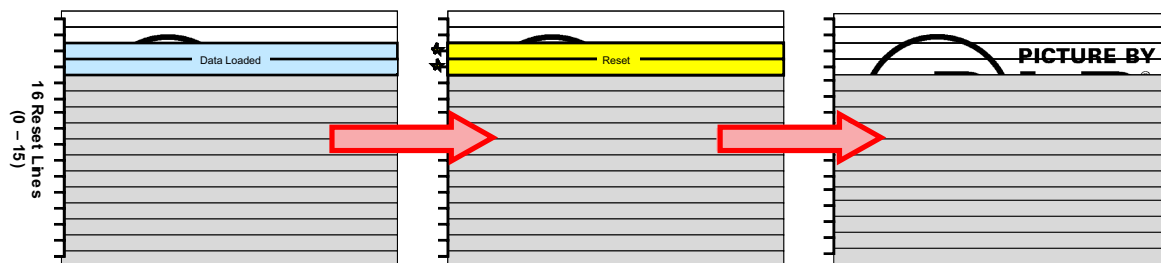 16 Reset Lines
(0 – 15)
Data Loaded
Reset
PICTURE BY